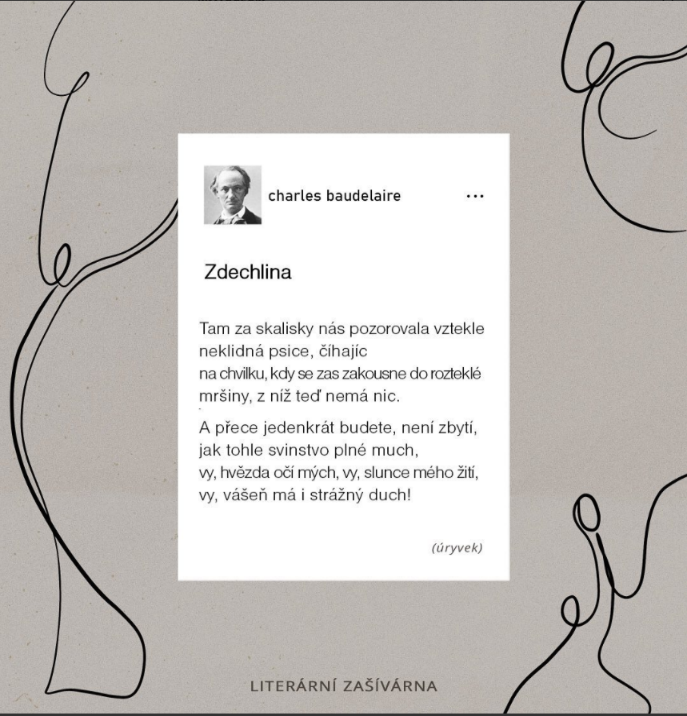 charles baudelaire
...
Zdechlina
Tam za skalisky nás pozorovala vztekle
neklidná psice, číhajíc
na chvilku, kdy se zas zakousne do rozteklé
mršiny, z níž teď nemá nic.
A přece jedenkrát budete, není zbytí,
jak tohle svinstvo plné much,
vy, hvězda očí mých, vy, slunce mého žití,
vy, vášeň má i strážný duch!
(úryvek)
LITERÁRNÍ ZAŠÍVÁRNA